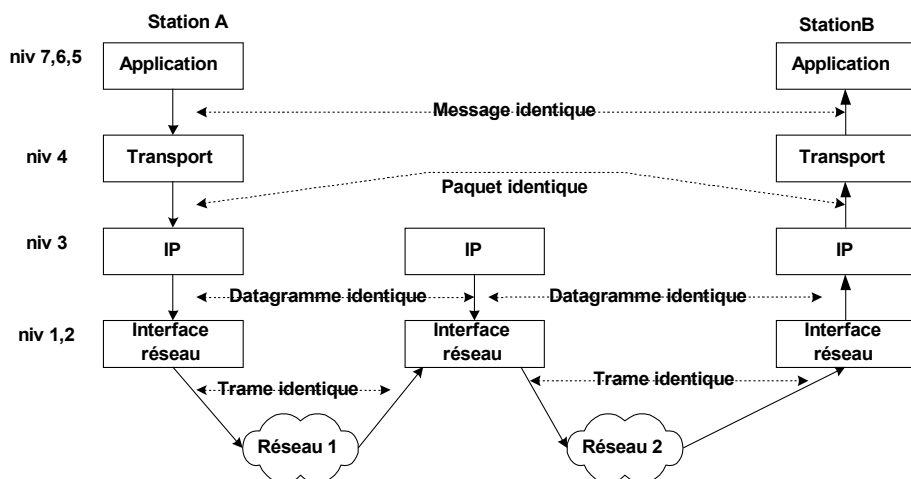 Station A
StationB
niv 7,6,5
Application
Application
Message identique
niv 4
Transport
Transport
Paquet identique
niv 3
IP
IP
IP
Datagramme identique
Datagramme identique
niv 1,2
Interface
réseau
Interface
réseau
Interface
réseau
Trame identique
Trame identique
Réseau 1
Réseau 2